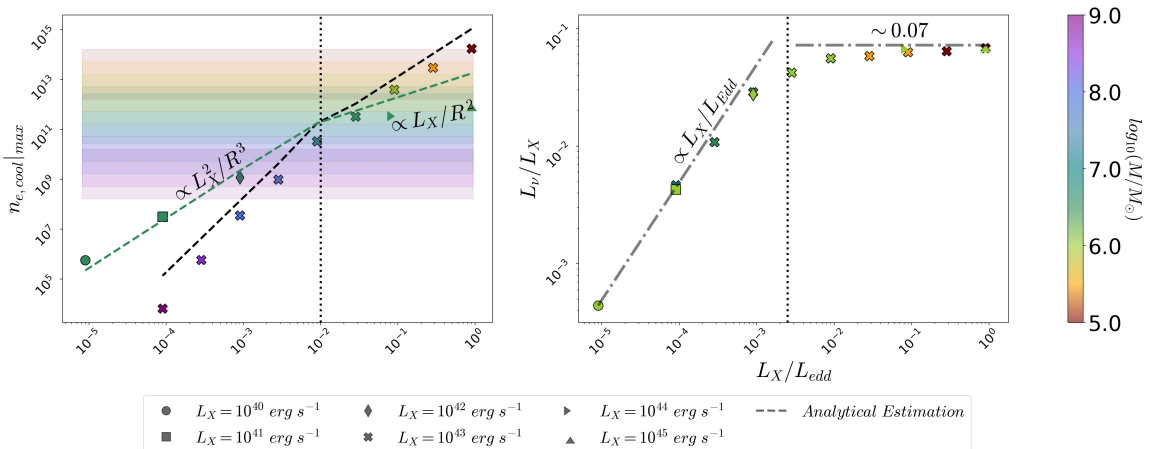 10^15
10^13
10^11
10^9
10^7
10^5
n_{e, cool}|_{max}
∝ L_X^2/R^3
∝ L_X/R^2
10^-5
10^-4
10^-3
10^-2
10^-1
10^0
10^-1
10^-2
10^-3
L_ν/L_X
∝ L_X/L_{Edd}
~ 0.07
10^-5
10^-4
10^-3
10^-2
10^-1
10^0
L_X/L_{edd}
9.0
8.0
7.0
6.0
5.0
log_{10}(M/M_⊙)
L_X = 10^40 erg s^-1
L_X = 10^42 erg s^-1
L_X = 10^44 erg s^-1
Analytical Estimation
L_X = 10^41 erg s^-1
L_X = 10^43 erg s^-1
L_X = 10^45 erg s^-1